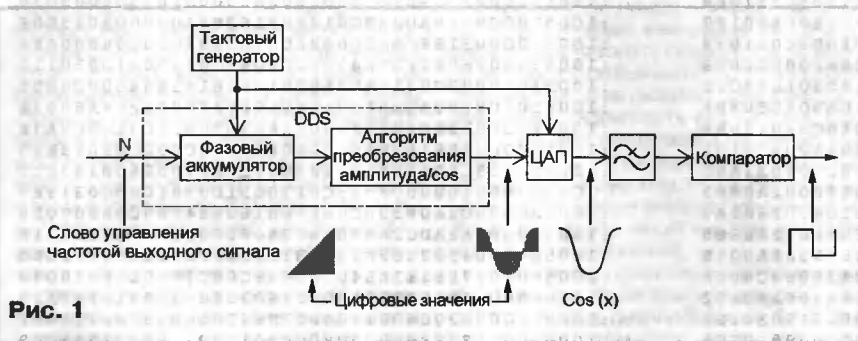 Тактовый
генератор
DDS
N
Фазовый
аккумулятор
Алгоритм
преобрезования
амплитуда/cos
ЦАП
Компаратор
Слово управления
частотой выходного сигнала
Цифровые значения
Cos (x)
Рис. 1